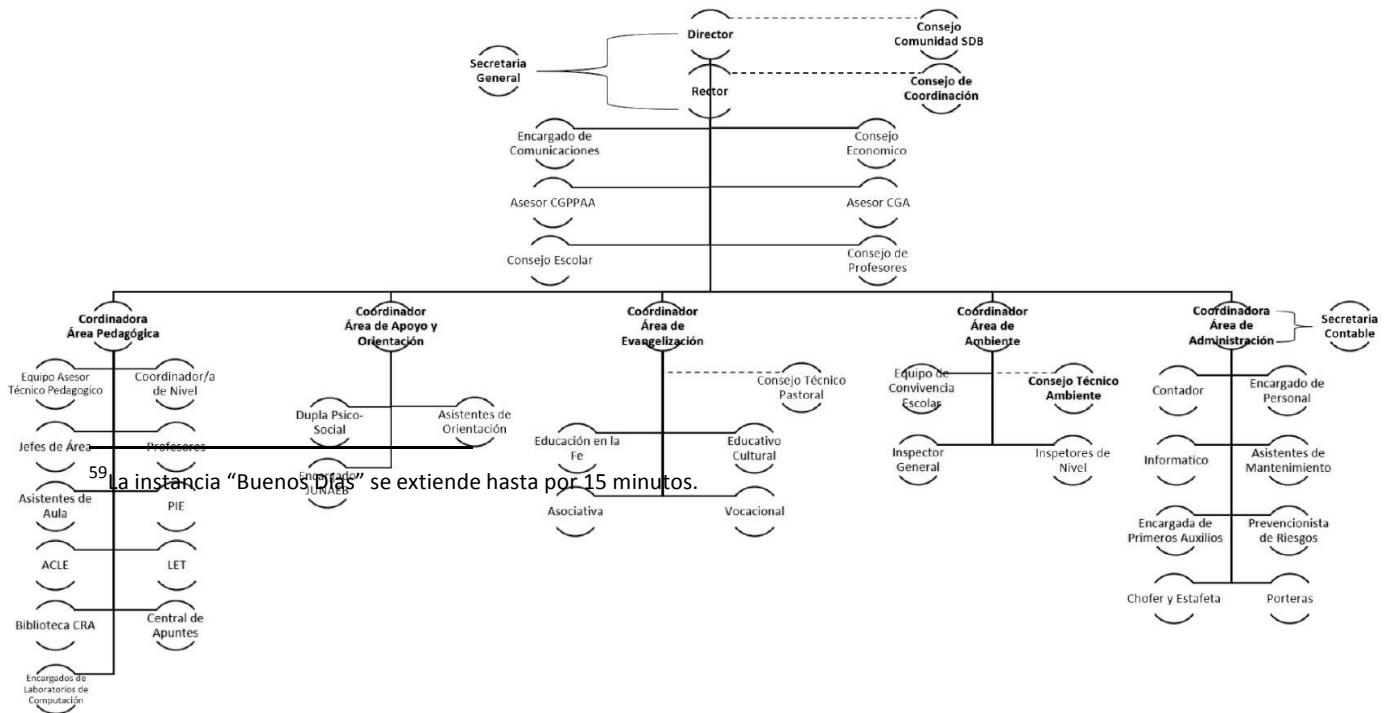 Director
Consejo
Comunidad SDB
Secretaria
General
Rector
Consejo de
Coordinación
Encargado de
Comunicaciones
Consejo
Economico
Asesor CGPPAA
Asesor CGA
Consejo Escolar
Consejo de
Profesores
Cordinadora
Área Pedagógica
Coordinador
Área de Apoyo y
Orientación
Coordinador
Área de
Evangelización
Coordinador
Área de
Ambiente
Coordinadora
Área de
Administración
Secretaria
Contable
Equipo Asesor
Técnico Pedagogico
Coordinador/a
de Nivel
Jefes de Área
Profesores
Asistentes de
Aula
PIE
ACLE
LET
Biblioteca CRA
Central de
Apuntes
Encargados de
Laboratorios de
Computación
Dupla Psico-
Social
Asistentes de
Orientación
Encargado
JUNAEB
Consejo Técnico
Pastoral
Educación en la
Fe
Educativo
Cultural
Asociativa
Vocacional
Equipo de
Convivencia
Escolar
Consejo Técnico
Ambiente
Inspector
General
Inspetores de
Nivel
Contador
Encargado de
Personal
Informatico
Asistentes de
Mantenimiento
Encargada de
Primeros Auxilios
Prevencionista
de Riesgos
Chofer y Estafeta
Porteras
59 La instancia “Buenos Días” se extiende hasta por 15 minutos.